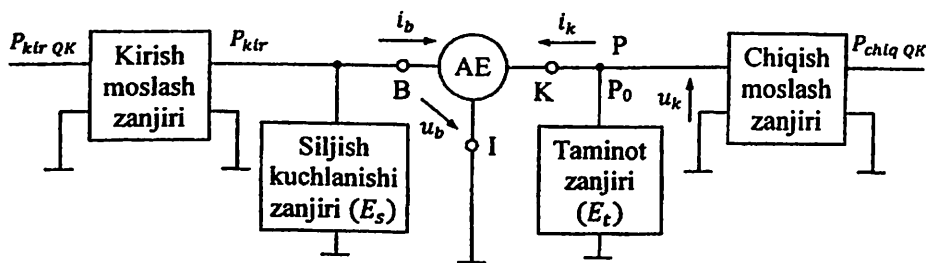 P_kir QK
Kirish
moslash
zanjiri
P_kir
i_b
B
u_b
AE
I
i_k
K
P
P_0
u_k
Siljish
kuchlanishi
zanjiri (E_s)
Taminot
zanjiri
(E_t)
Chiqish
moslash
zanjiri
P_chiq QK